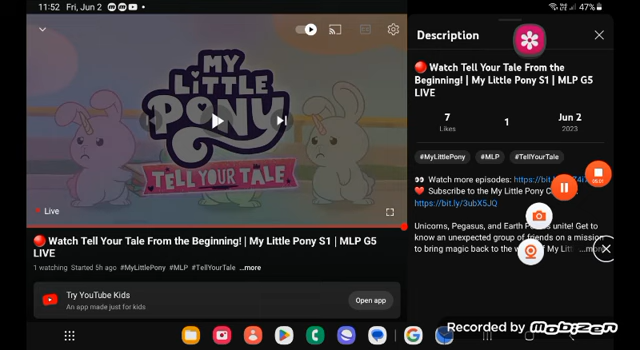 11:52 Fri, Jun 2
47%
MY
LITTLE
PONY
TELL YOUR TALE
Live
🔴 Watch Tell Your Tale From the Beginning! | My Little Pony S1 | MLP G5
LIVE
1 watching Started 5h ago #MyLittlePony #MLP #TellYourTale ...more
Try YouTube Kids
An app made just for kids
Open app
Description
🔴 Watch Tell Your Tale From the
Beginning! | My Little Pony S1 | MLP G5
LIVE
7 1 Jun 2
Likes 2023
#MyLittlePony #MLP #TellYourTale
👀 Watch more episodes:
❤️ Subscribe to the My Little Pony
https://bit.ly/3ubX5JQ
Unicorns, Pegasus, and Earth unite! Get to
know an unexpected group of friends on a mission
to bring magic back to the ...more
Recorded by Mobizen